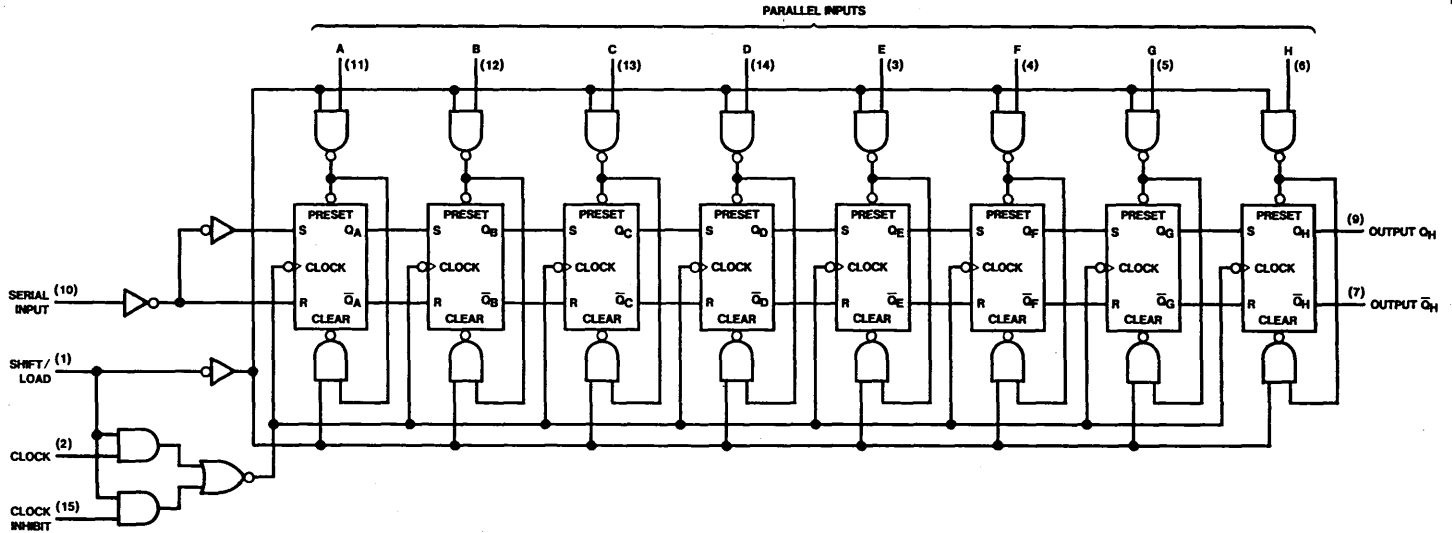 PARALLEL INPUTS
A B C D E F G H
(11) (12) (13) (14) (3) (4) (5) (6)
PRESET PRESET PRESET PRESET PRESET PRESET PRESET PRESET
S QA S QB S QC S QD S QE S QF S QG S QH (9) OUTPUT QH
CLOCK CLOCK CLOCK CLOCK CLOCK CLOCK CLOCK CLOCK
SERIAL INPUT (10)
R Q̅A R Q̅B R Q̅C R Q̅D R Q̅E R Q̅F R Q̅G R Q̅H (7) OUTPUT Q̅H
CLEAR CLEAR CLEAR CLEAR CLEAR CLEAR CLEAR CLEAR
SHIFT/ (1)
LOAD
CLOCK (2)
CLOCK (15)
INHIBIT